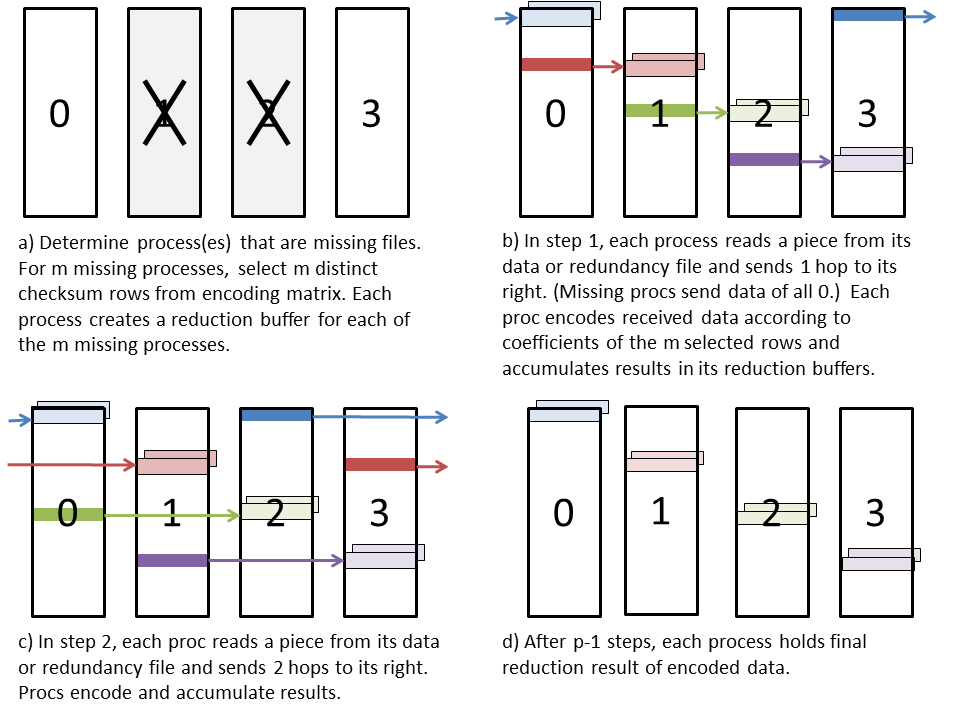 0 1 2 3
a) Determine process(es) that are missing files.
For m missing processes, select m distinct
checksum rows from encoding matrix. Each
process creates a reduction buffer for each of
the m missing processes.
0 1 2 3
b) In step 1, each process reads a piece from its
data or redundancy file and sends 1 hop to its
right. (Missing procs send data of all 0.) Each
proc encodes received data according to
coefficients of the m selected rows and
accumulates results in its reduction buffers.
0 1 2 3
c) In step 2, each proc reads a piece from its data
or redundancy file and sends 2 hops to its right.
Procs encode and accumulate results.
0 1 2 3
d) After p-1 steps, each process holds final
reduction result of encoded data.